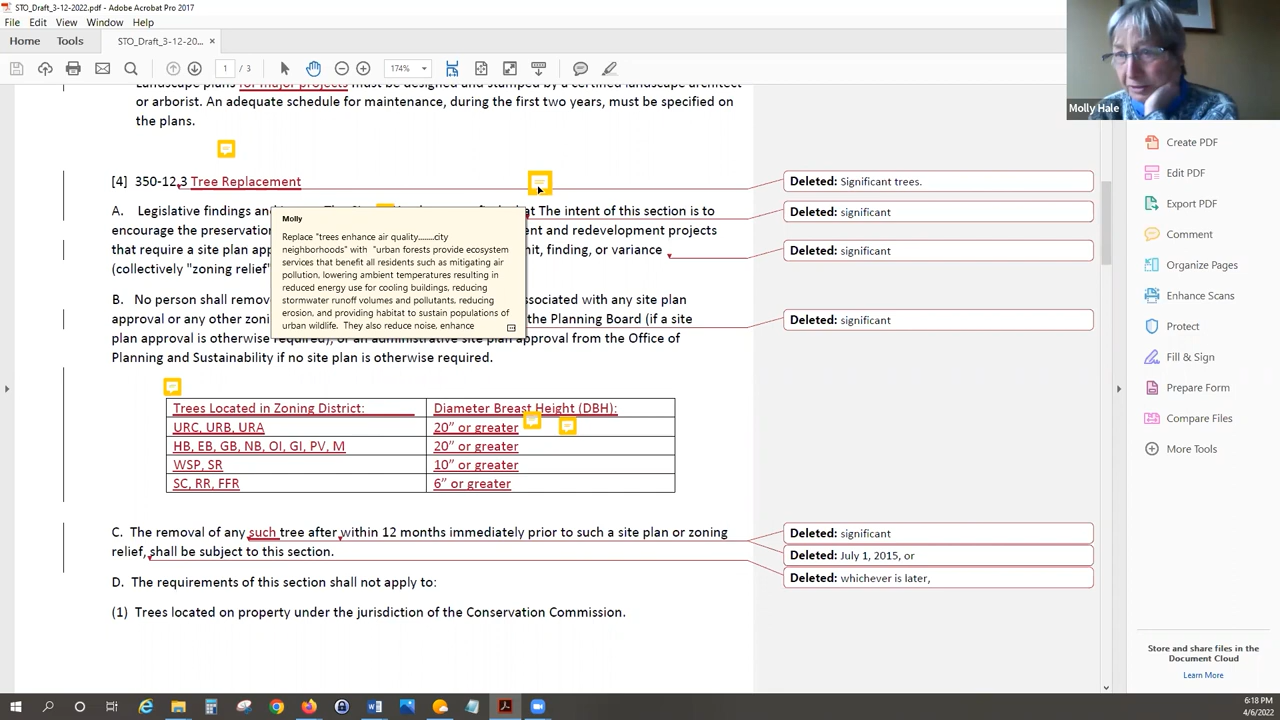 STO_Draft_3-12-2022.pdf - Adobe Acrobat Pro 2017
File Edit View Window Help
Home Tools STO_Draft_3-12-20... ×
1 / 3 174%
Landscape plans for major projects must be designed and stamped by a certified landscape architect
or arborist. An adequate schedule for maintenance, during the first two years, must be specified on
the plans.
[4] 350-12.3 Tree Replacement
A. Legislative findings and
at The intent of this section is to
encourage the preservation
ent and redevelopment projects
that require a site plan app
nit, finding, or variance
(collectively "zoning relief"
B. No person shall remov
ssociated with any site plan
approval or any other zoni
the Planning Board (if a site
plan approval is otherwise required), or an administrative site plan approval from the Office of
Planning and Sustainability if no site plan is otherwise required.
Molly
Replace "trees enhance air quality........city
neighborhoods" with "urban forests provide ecosystem
services that benefit all residents such as mitigating air
pollution, lowering ambient temperatures resulting in
reduced energy use for cooling buildings, reducing
stormwater runoff volumes and pollutants, reducing
erosion, and providing habitat to sustain populations of
urban wildlife. They also reduce noise, enhance
Trees Located in Zoning District: Diameter Breast Height (DBH):
URC, URB, URA 20" or greater
HB, EB, GB, NB, OI, GI, PV, M 20" or greater
WSP, SR 10" or greater
SC, RR, FFR 6" or greater
C. The removal of any such tree after within 12 months immediately prior to such a site plan or zoning
relief, shall be subject to this section.
D. The requirements of this section shall not apply to:
(1) Trees located on property under the jurisdiction of the Conservation Commission.
Deleted: Significant trees.
Deleted: significant
Deleted: significant
Deleted: significant
Deleted: significant
Deleted: July 1, 2015, or
Deleted: whichever is later,
Molly Hale
Create PDF
Edit PDF
Export PDF
Comment
Organize Pages
Enhance Scans
Protect
Fill & Sign
Prepare Form
Compare Files
More Tools
Store and share files in the
Document Cloud
Learn More
6:18 PM
4/6/2022